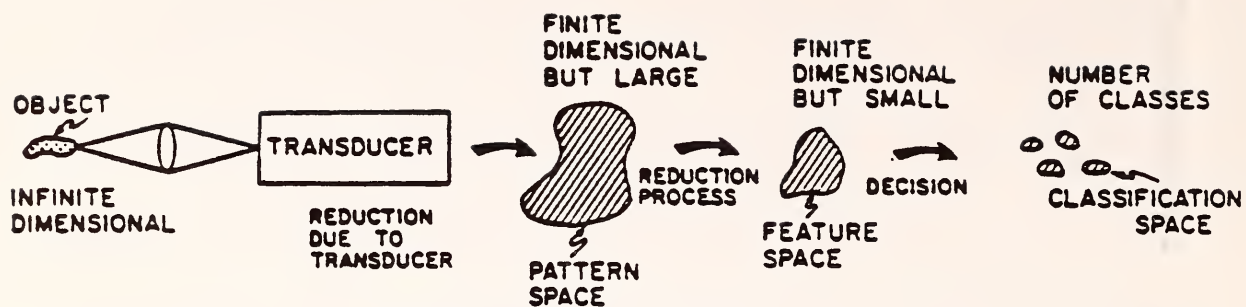 OBJECT
INFINITE
DIMENSIONAL
TRANSDUCER
REDUCTION
DUE TO
TRANSDUCER
FINITE
DIMENSIONAL
BUT LARGE
PATTERN
SPACE
REDUCTION
PROCESS
FINITE
DIMENSIONAL
BUT SMALL
FEATURE
SPACE
DECISION
NUMBER
OF CLASSES
CLASSIFICATION
SPACE